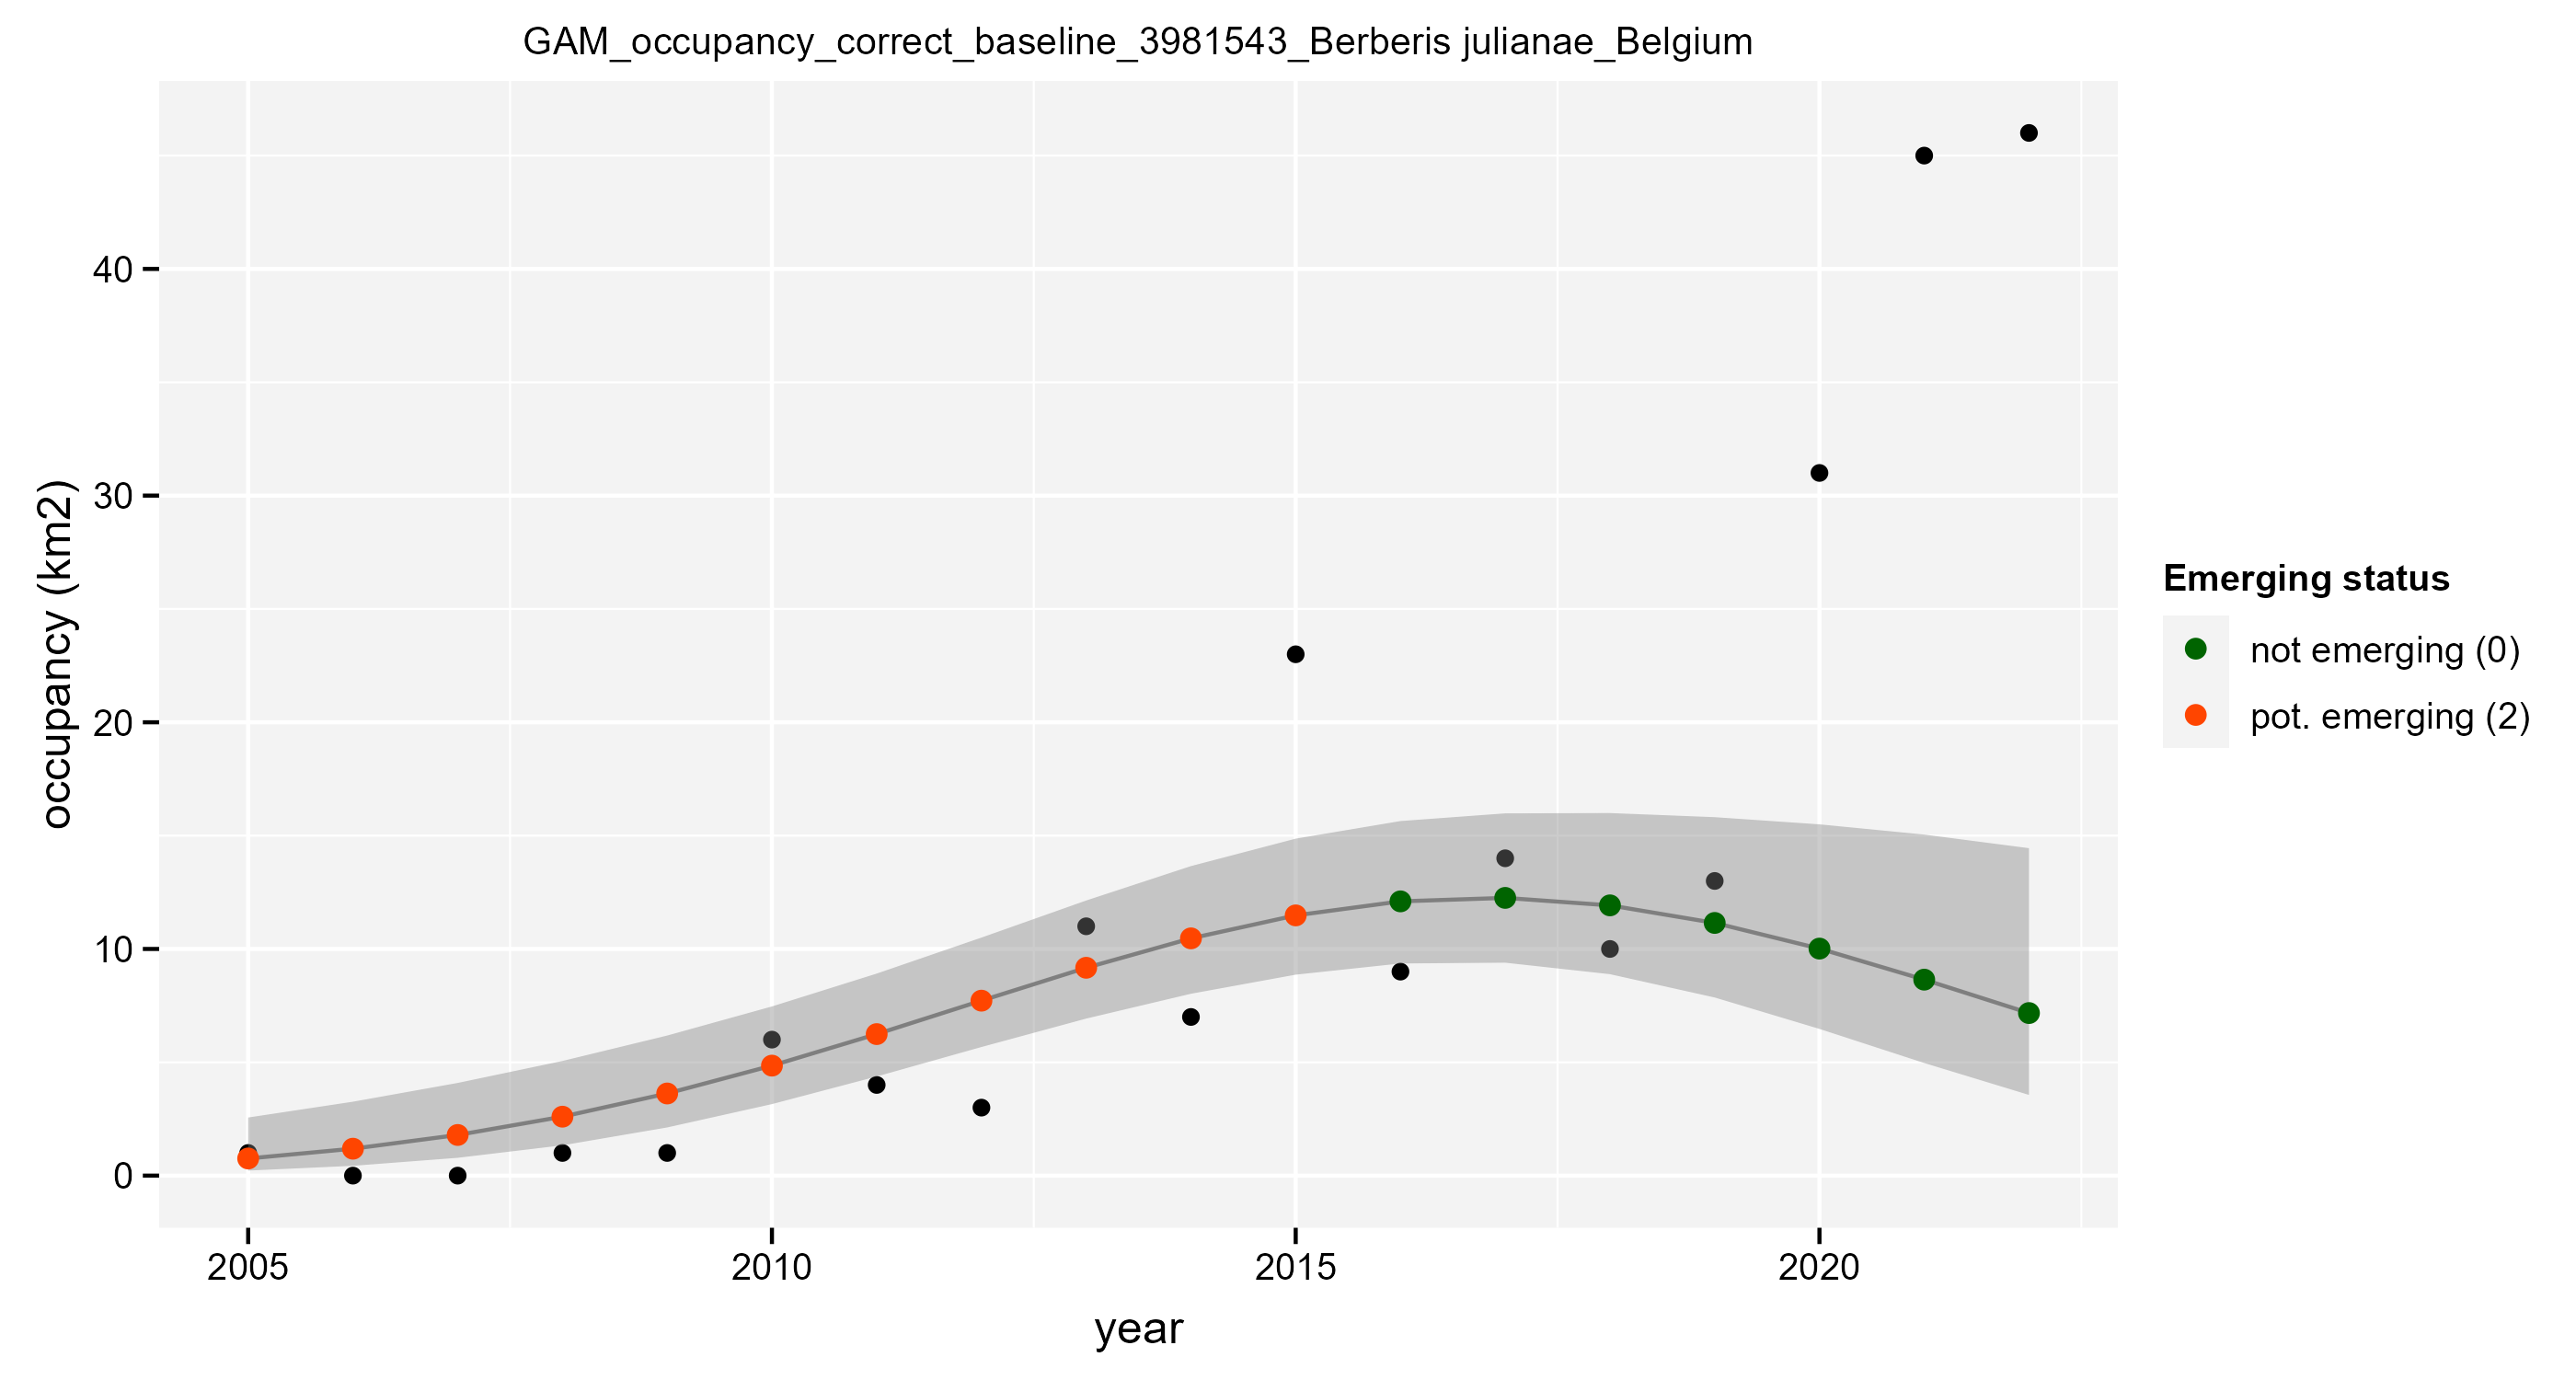 GAM_occupancy_correct_baseline_3981543_Berberis julianae_Belgium
occupancy (km2)
40
30
20
10
0
2005 2010 2015 2020
year
Emerging status
not emerging (0)
pot. emerging (2)